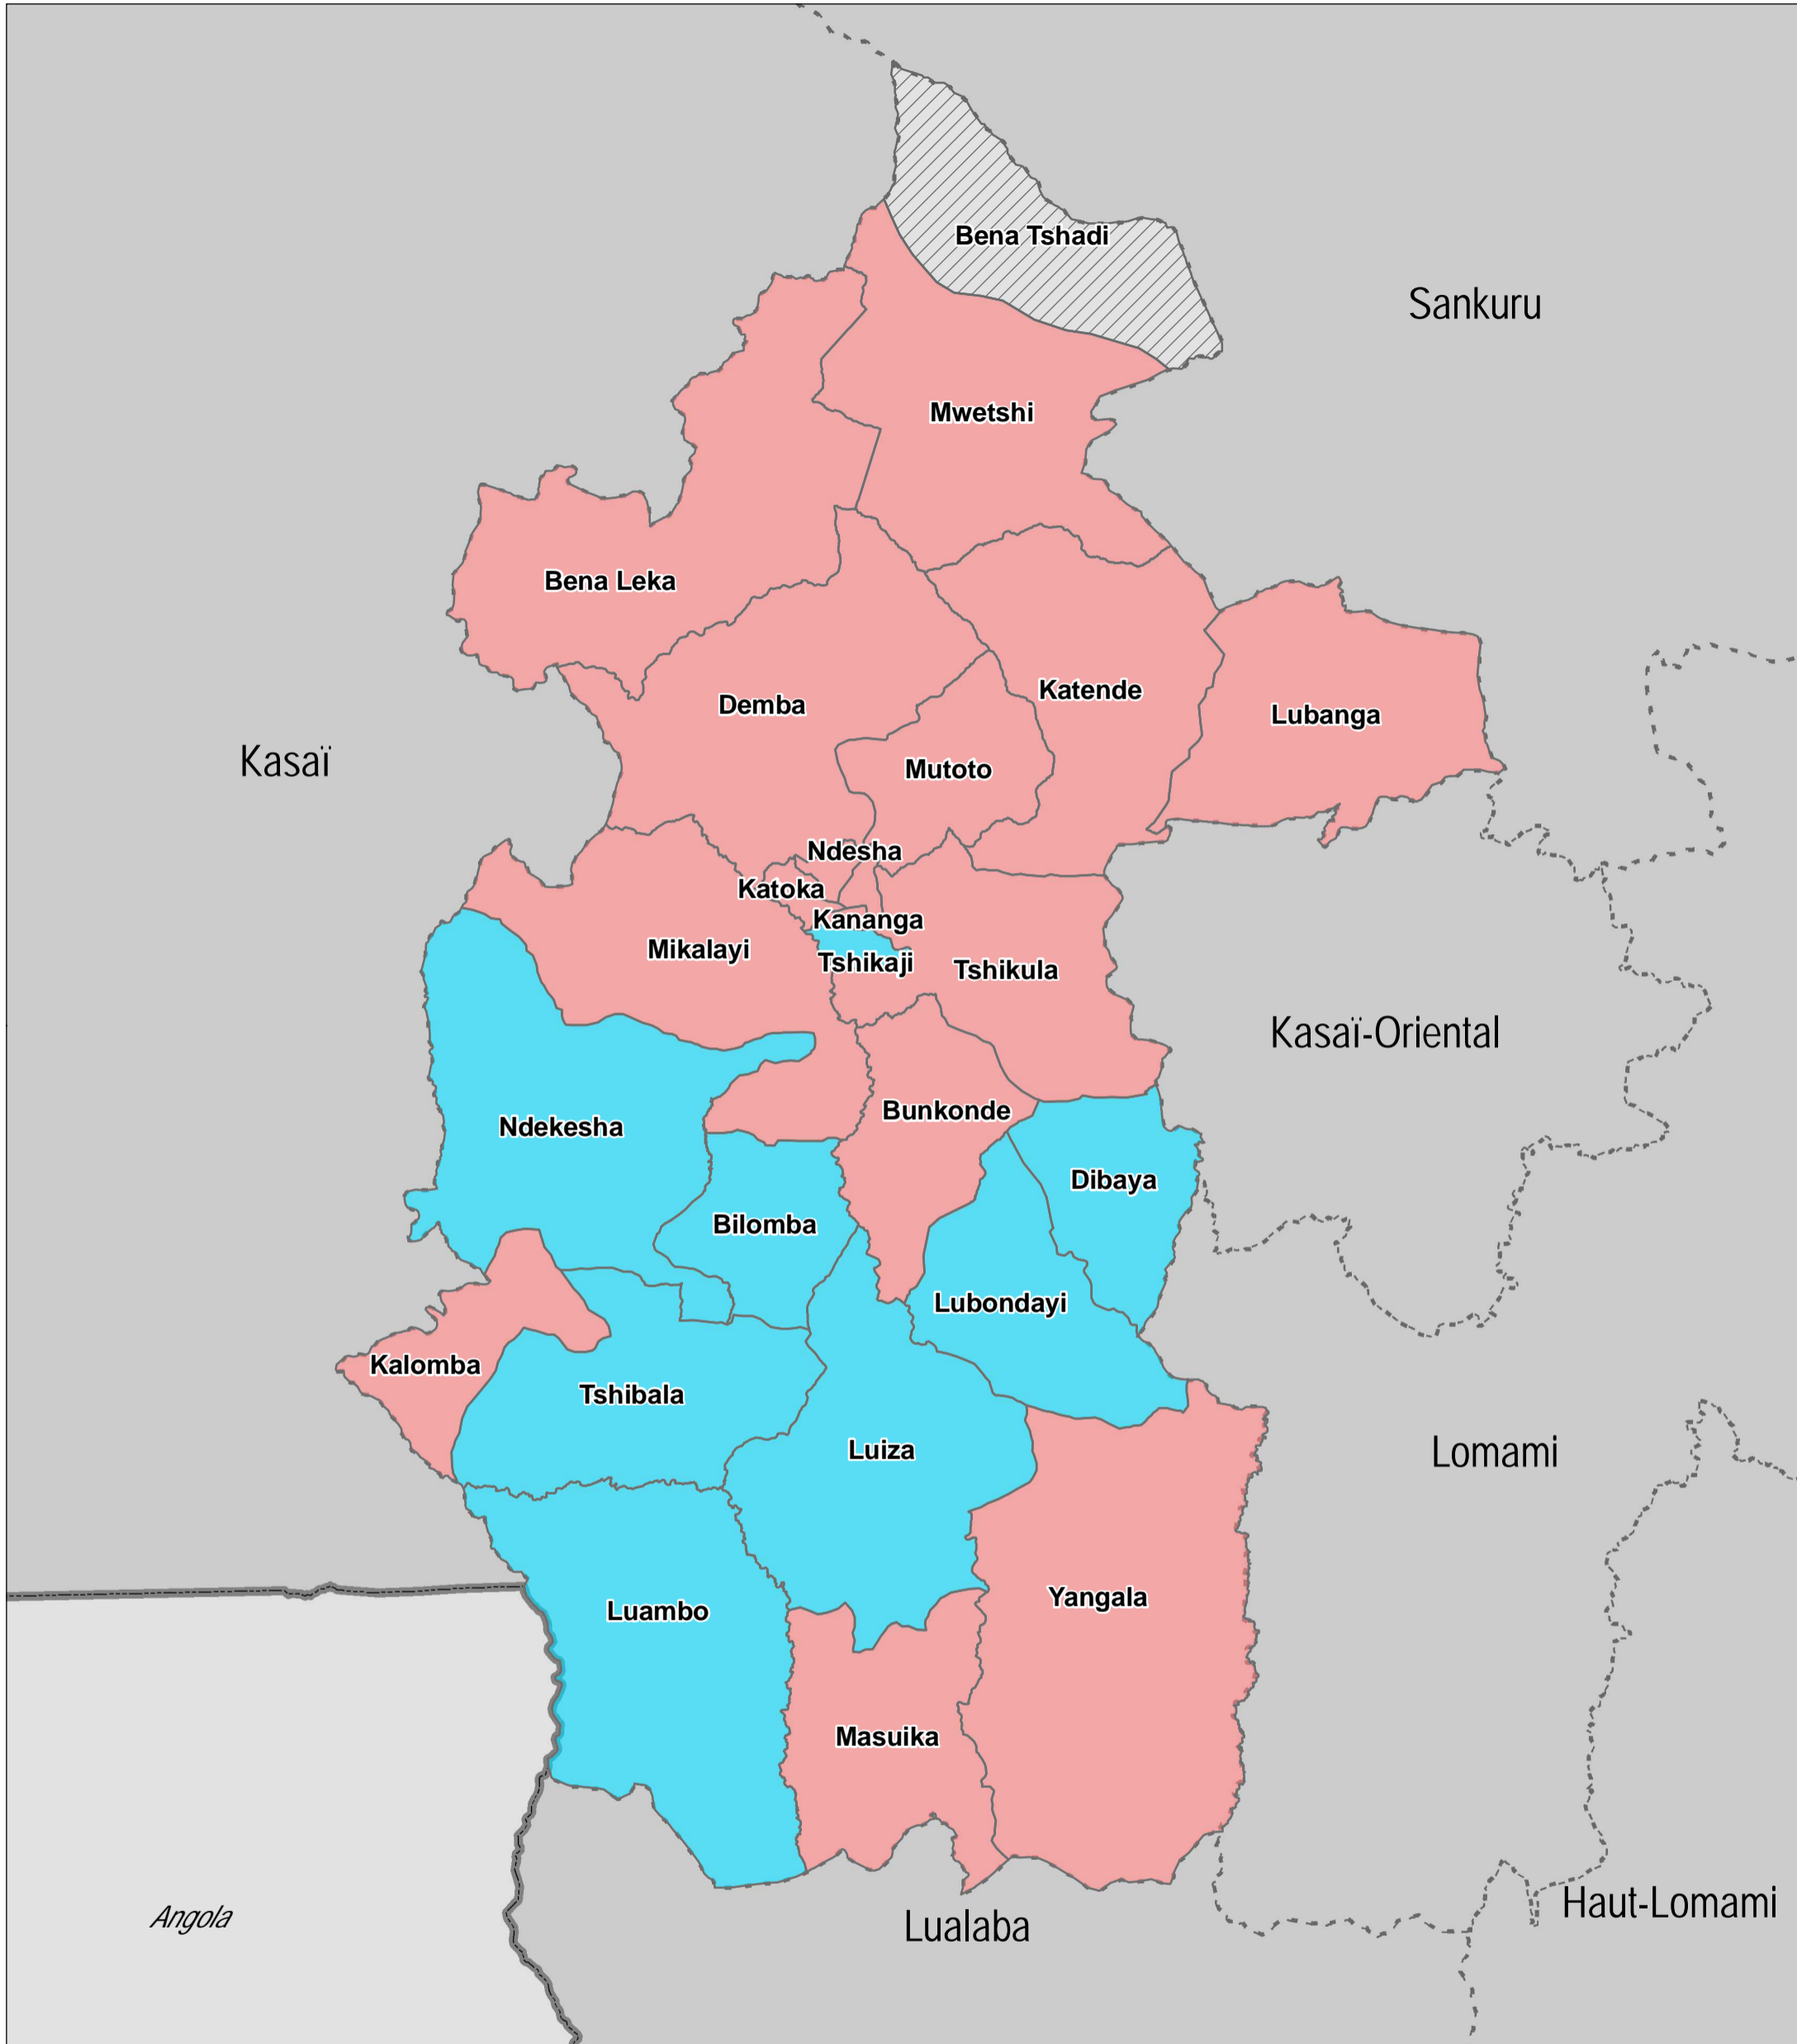 Bena Tshadi
Sankuru
Mwetshi
Bena Leka
Katende
Demba
Lubanga
Kasaï
Mutoto
Ndesha
Katoka
Kananga
Mikalayi
Tshikaji
Tshikula
Kasaï-Oriental
Bunkonde
Ndekesha
Dibaya
Bilomba
Lubondayi
Kalomba
Tshibala
Luiza
Lomami
Yangala
Luambo
Masuika
Haut-Lomami
Angola
Lualaba